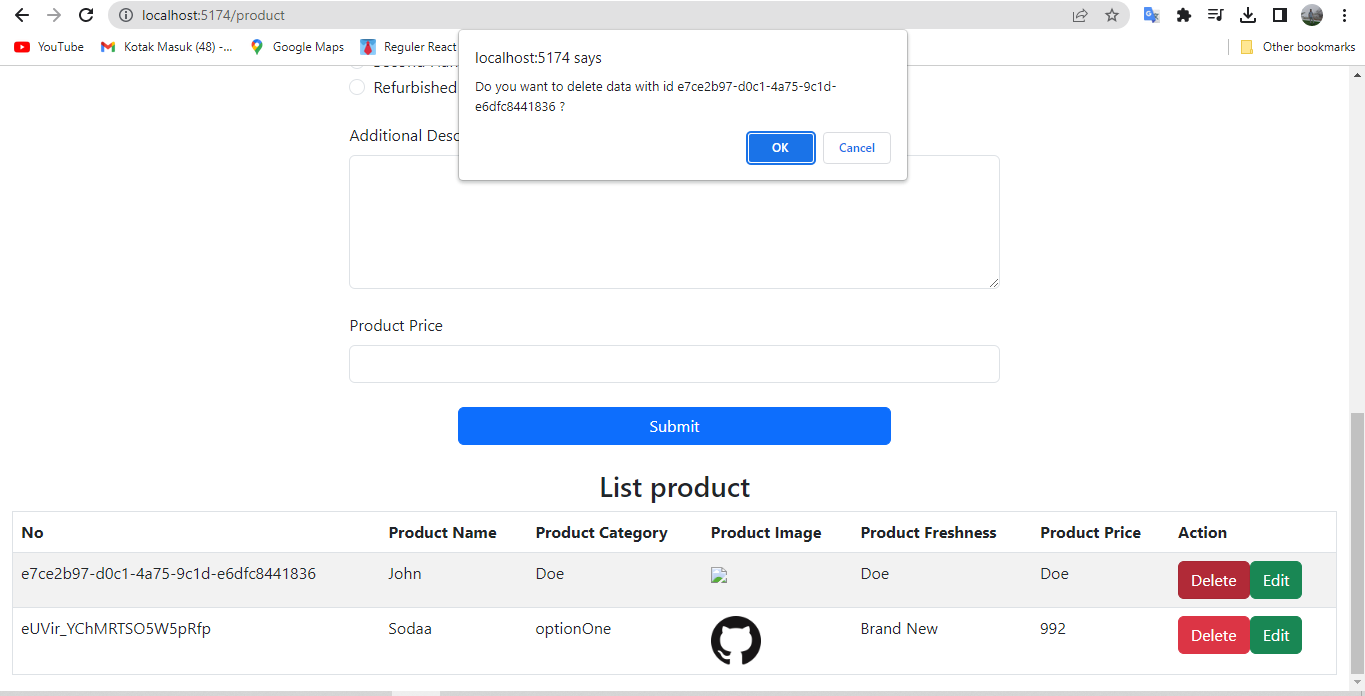 localhost:5174/product
YouTube
Kotak Masuk (48) -...
Google Maps
Reguler React
Other bookmarks
localhost:5174 says
Do you want to delete data with id e7ce2b97-d0c1-4a75-9c1d-
e6dfc8441836 ?
OK
Cancel
Refurbished
Additional Desc
Product Price
Submit
List product
No Product Name Product Category Product Image Product Freshness Product Price Action
e7ce2b97-d0c1-4a75-9c1d-e6dfc8441836 John Doe Doe Doe Delete Edit
eUVir_YChMRTSO5W5pRfp Sodaa optionOne Brand New 992 Delete Edit